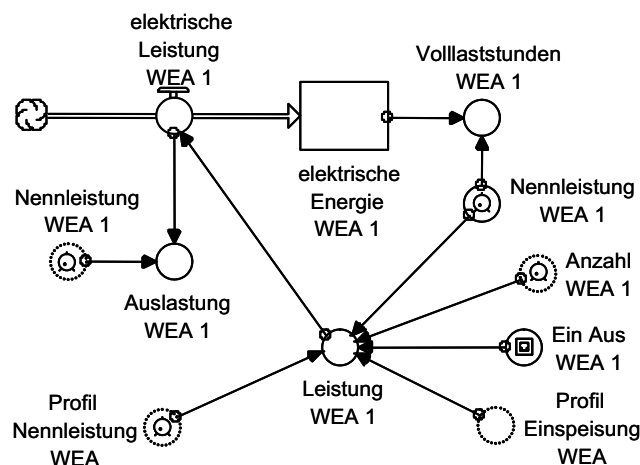 elektrische
Leistung
WEA 1
Volllaststunden
WEA 1
elektrische
Energie
WEA 1
Nennleistung
WEA 1
Nennleistung
WEA 1
Auslastung
WEA 1
Anzahl
WEA 1
Ein Aus
WEA 1
Leistung
WEA 1
Profil
Nennleistung
WEA
Profil
Einspeisung
WEA